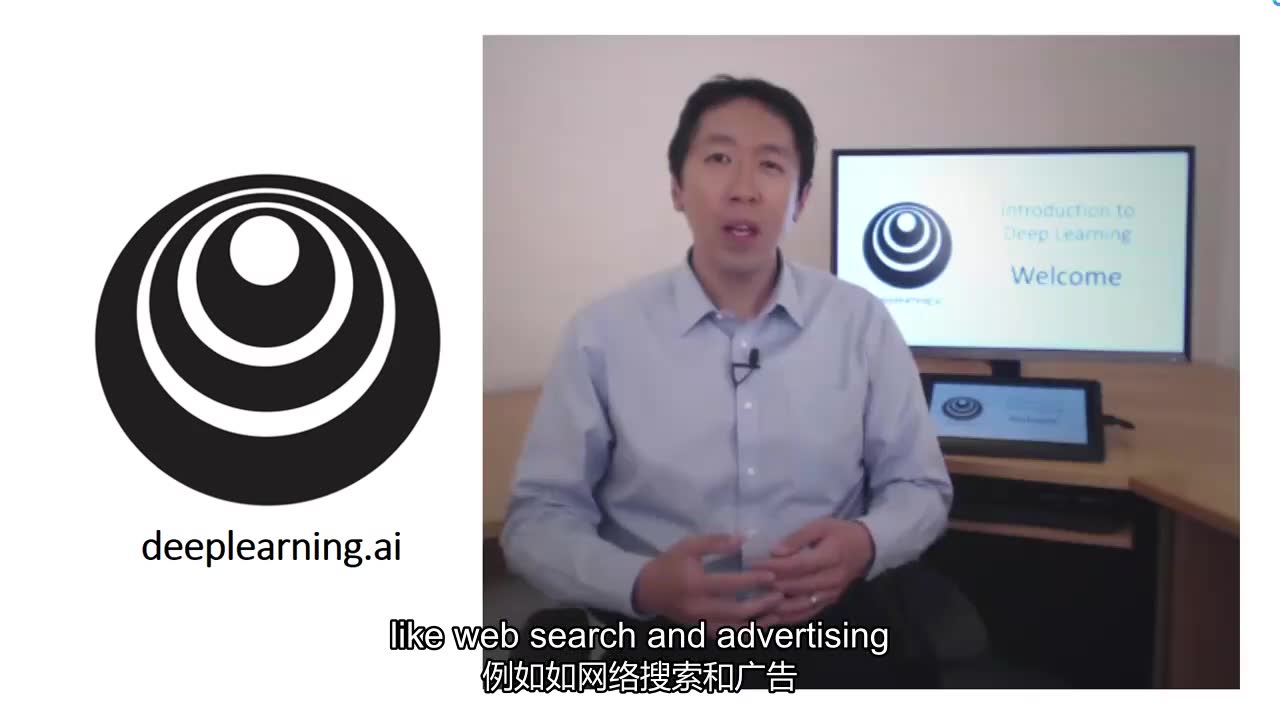 deeplearning.ai
Introduction to
Deep Learning
Welcome
like web search and advertising
例如如网络搜索和广告